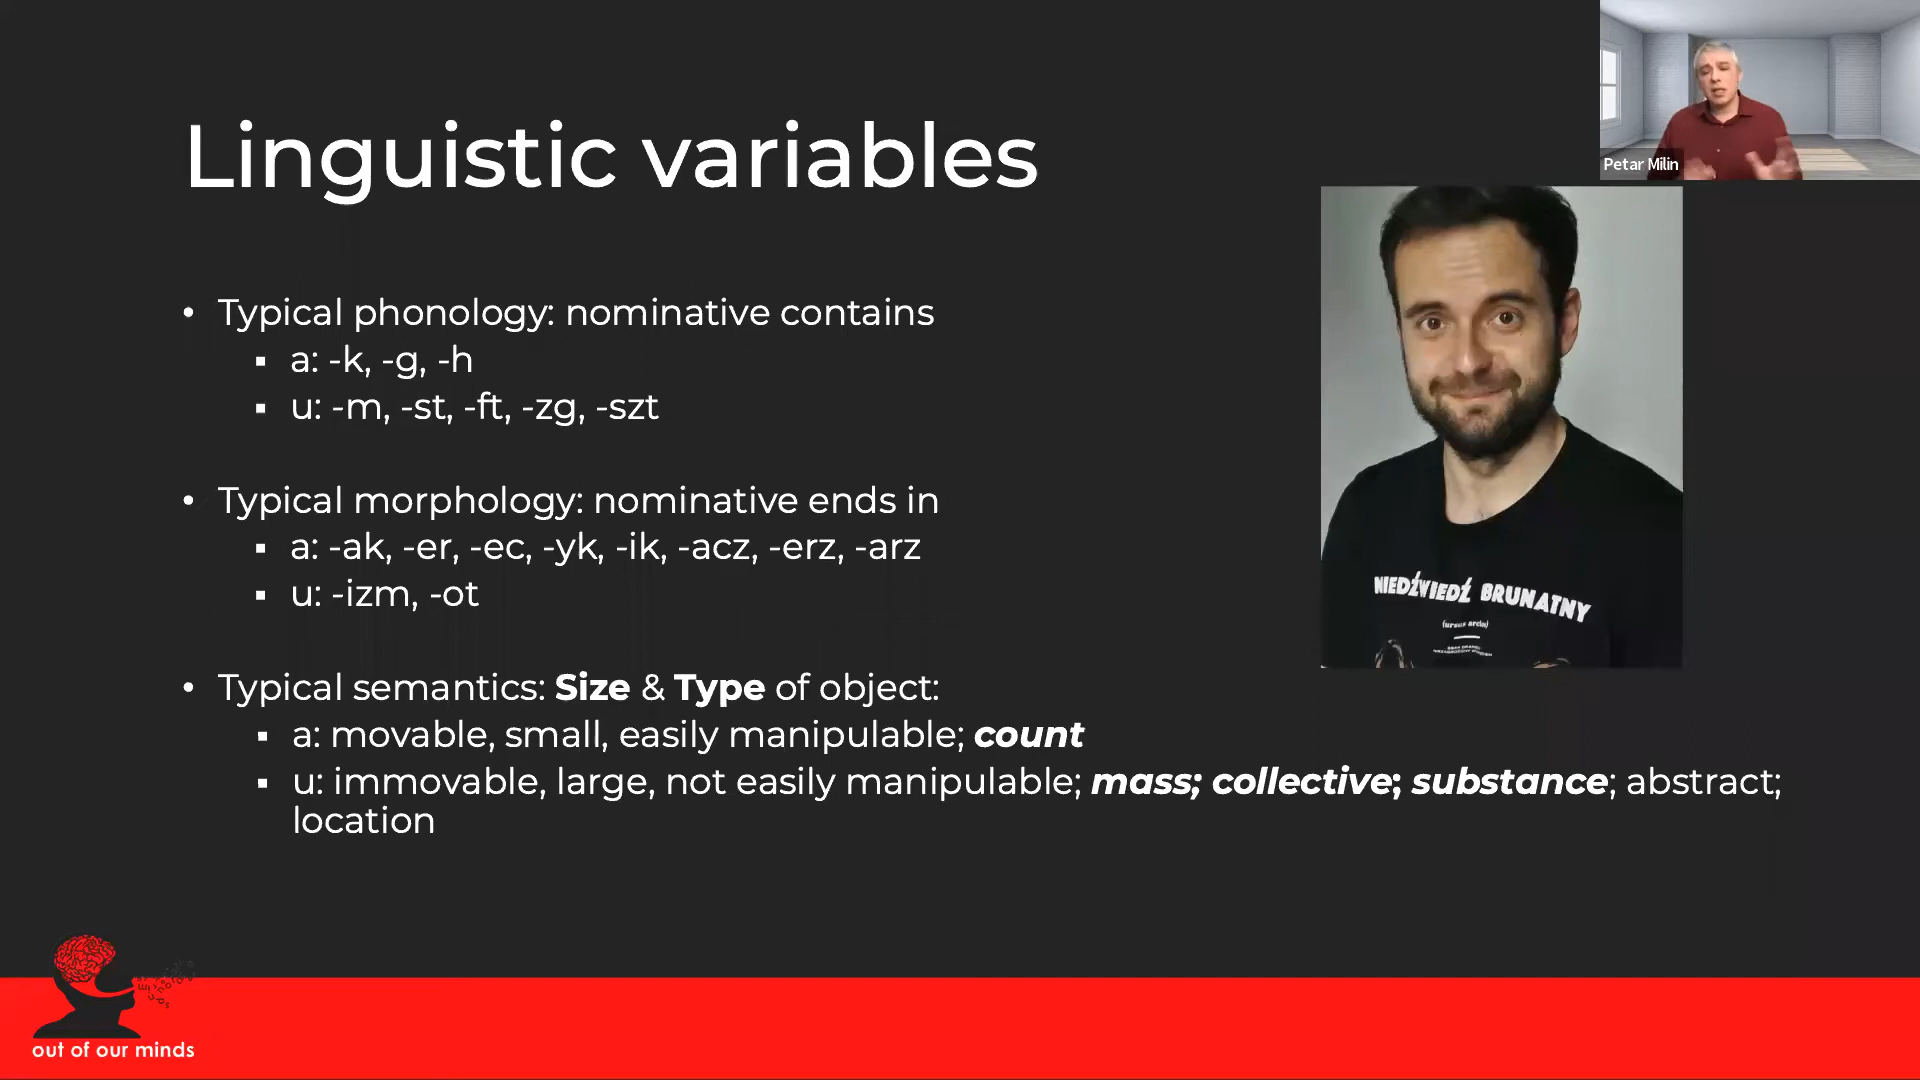 Petar Milin
Linguistic variables
• Typical phonology: nominative contains
▪ a: -k, -g, -h
▪ u: -m, -st, -ft, -zg, -szt
• Typical morphology: nominative ends in
▪ a: -ak, -er, -ec, -yk, -ik, -acz, -erz, -arz
▪ u: -izm, -ot
• Typical semantics: Size & Type of object:
▪ a: movable, small, easily manipulable; count
▪ u: immovable, large, not easily manipulable; mass; collective; substance; abstract;
location
NIEDŹWIEDŹ BRUNATNY
(ursus arctos)
out of our minds